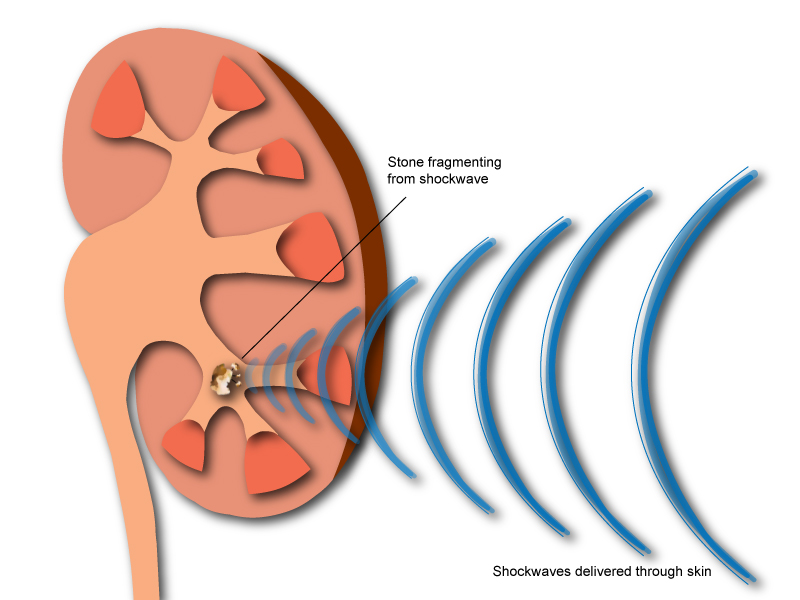 Stone fragmenting
from shockwave
Shockwaves delivered through skin